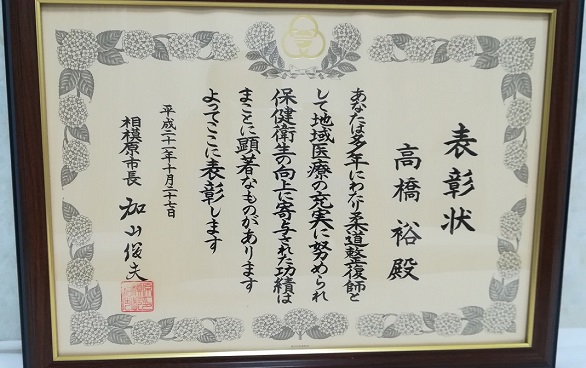 表彰状
高橋裕殿
あなたは多年にわたり柔道整復師と
して地域医療の充実に努められ
保健衛生の向上に寄与された功績は
まことに顕著なものがあります
よってここに表彰します
平成二十一年十月二十七日
相模原市長 加山俊夫